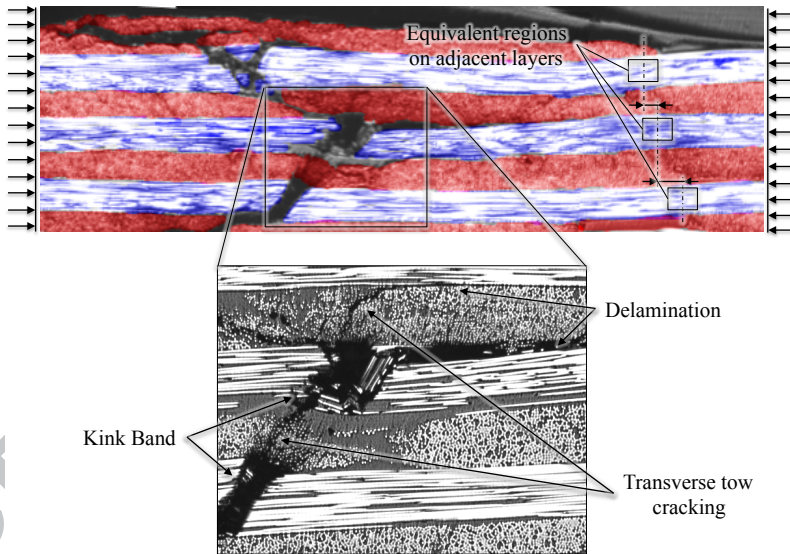 Equivalent regions
on adjacent layers
Delamination
Kink Band
Transverse tow
cracking